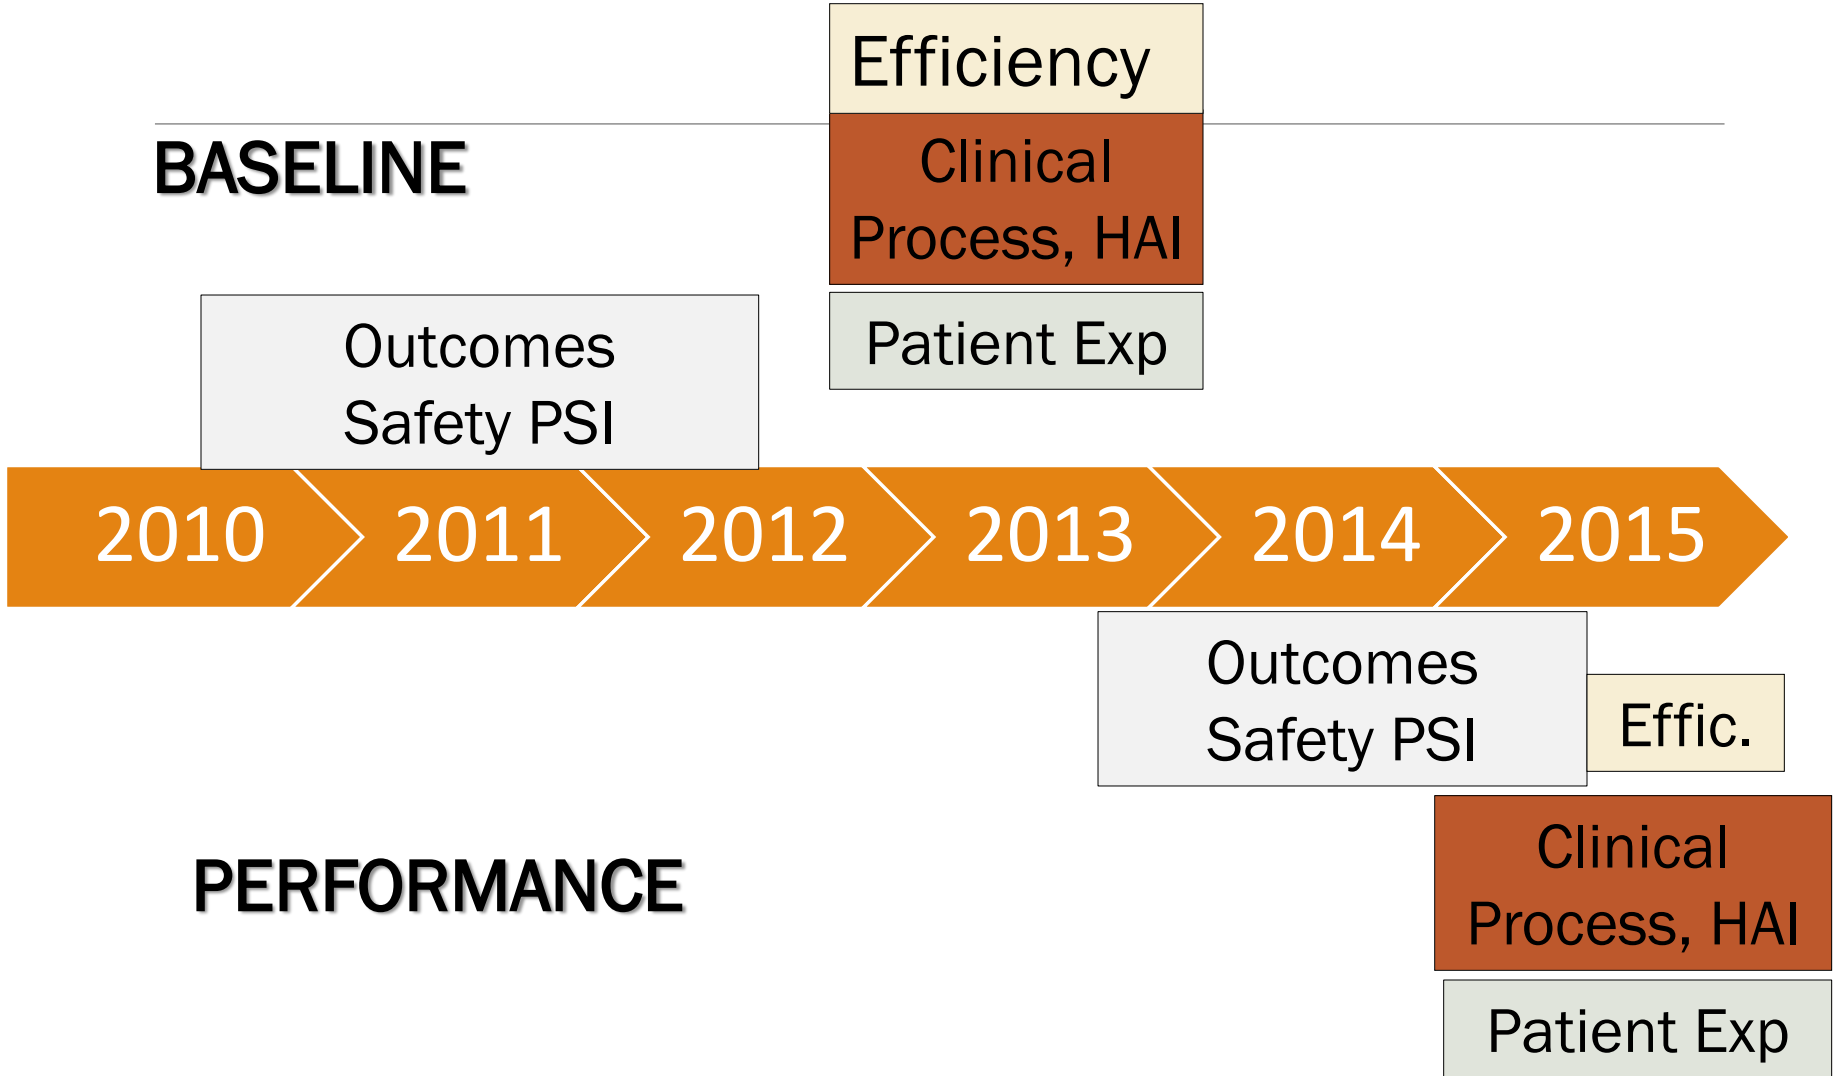 Efficiency
BASELINE
Clinical
Process, HAI
Patient Exp
Outcomes
Safety PSI
2010 2011 2012 2013 2014 2015
Outcomes
Safety PSI
Effic.
Clinical
Process, HAI
PERFORMANCE
Patient Exp